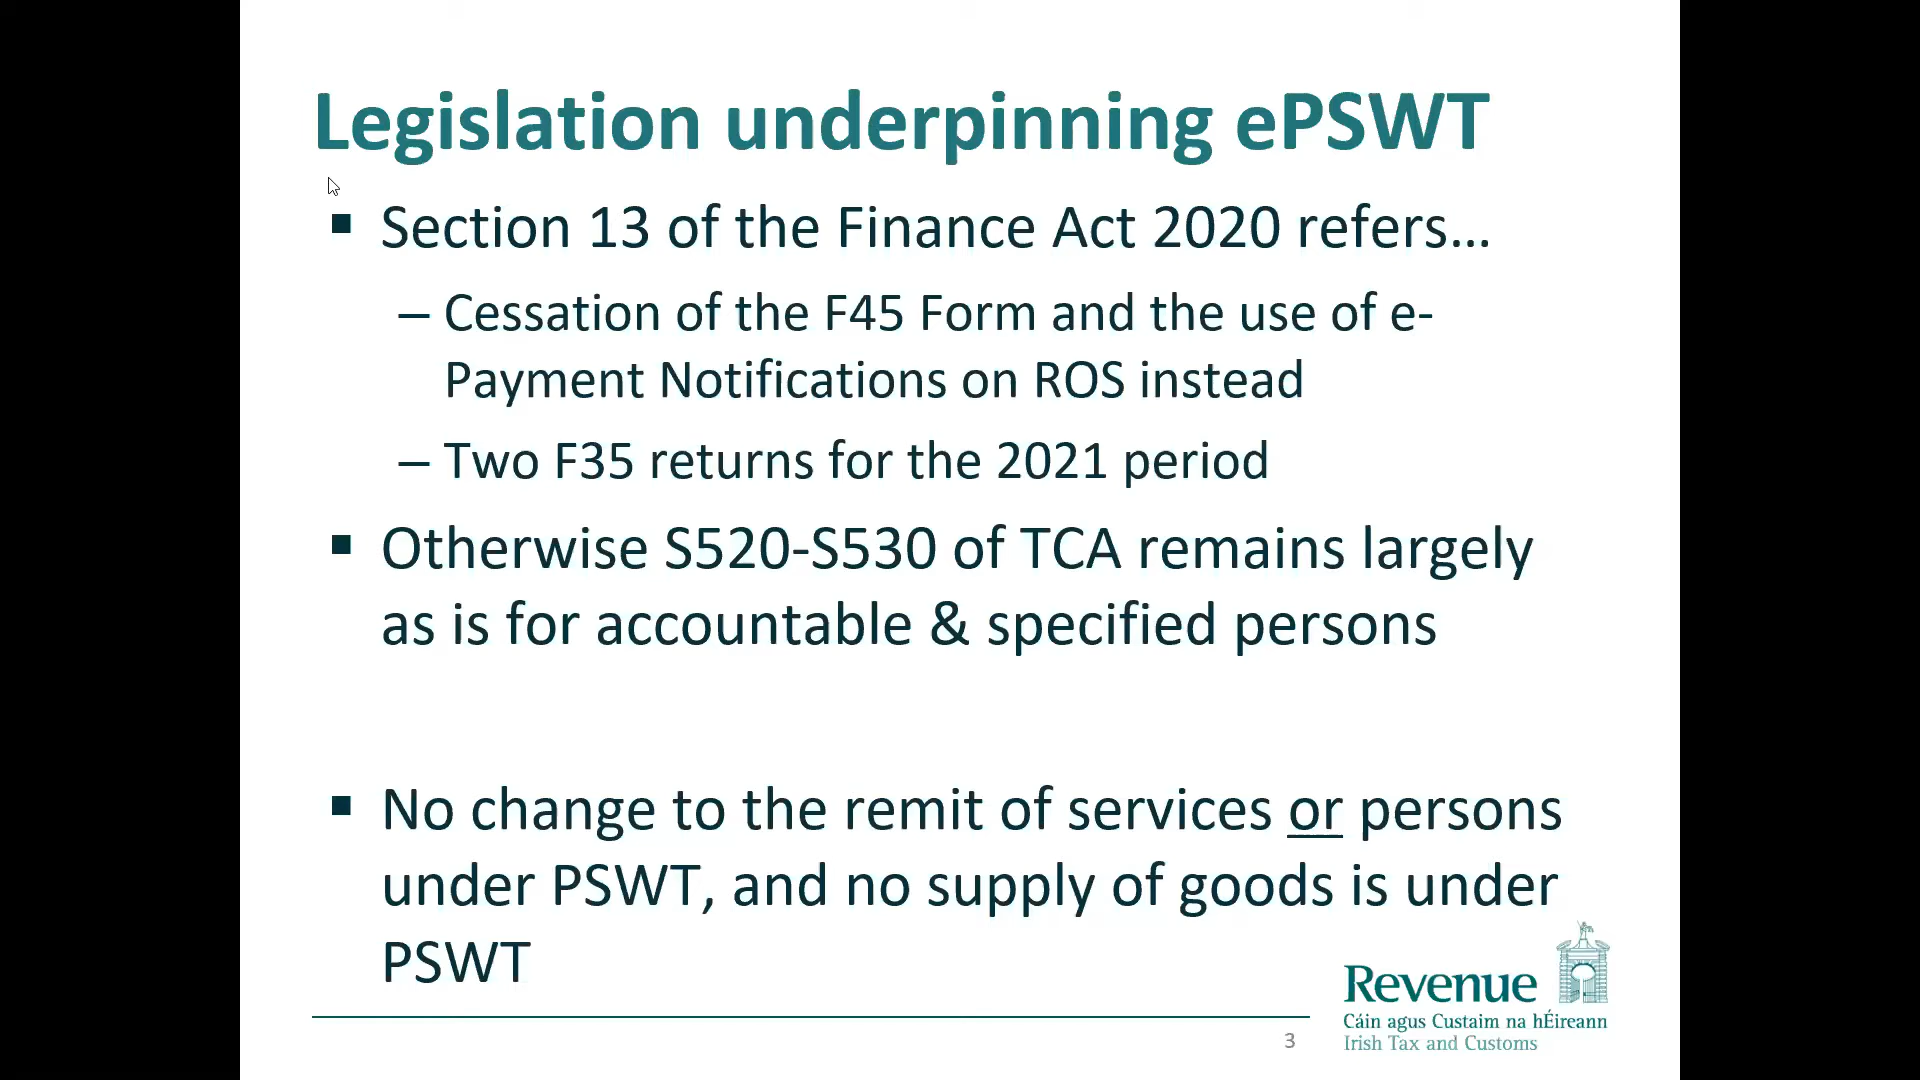 Legislation underpinning ePSWT
▪ Section 13 of the Finance Act 2020 refers...
– Cessation of the F45 Form and the use of e-
Payment Notifications on ROS instead
– Two F35 returns for the 2021 period
▪ Otherwise S520-S530 of TCA remains largely
as is for accountable & specified persons
▪ No change to the remit of services or persons
under PSWT, and no supply of goods is under
PSWT
Revenue
Cáin agus Custaim na hÉireann
Irish Tax and Customs
3